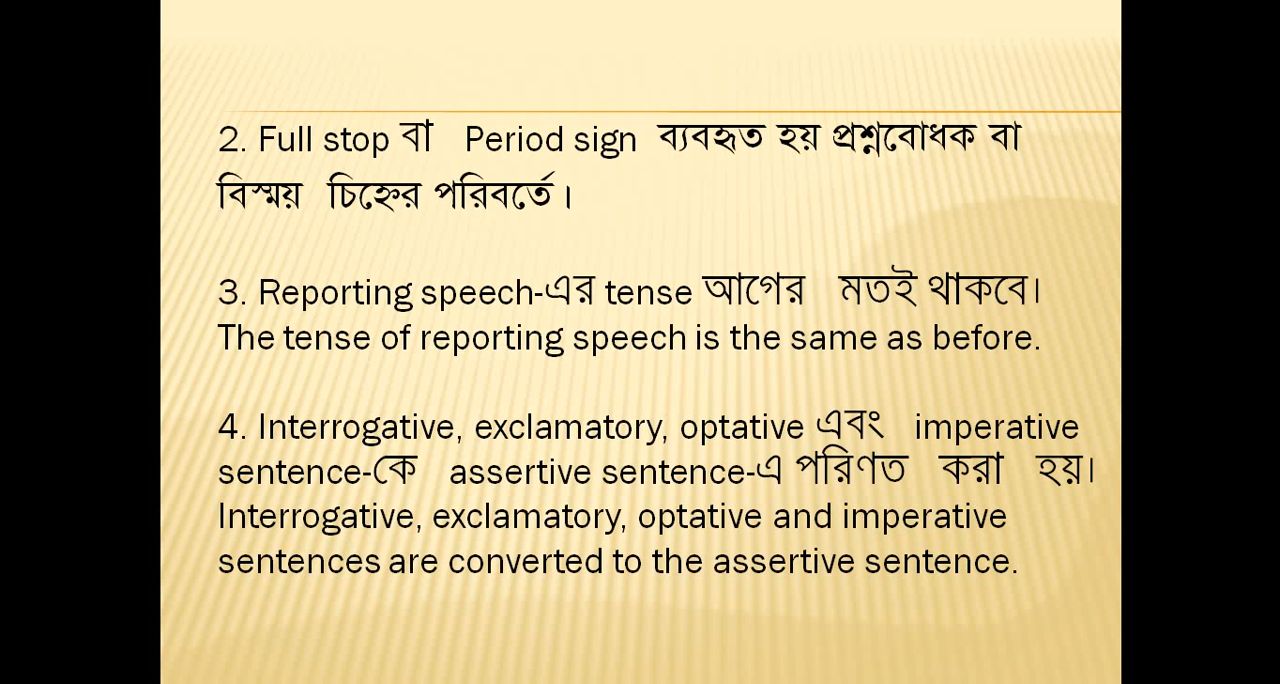 2. Full stop বা Period sign ব্যবহৃত হয় প্রশ্নবোধক বা
বিস্ময় চিহ্নের পরিবর্তে।
3. Reporting speech-এর tense আগের মতই থাকবে।
The tense of reporting speech is the same as before.
4. Interrogative, exclamatory, optative এবং imperative
sentence-কে assertive sentence-এ পরিণত করা হয়।
Interrogative, exclamatory, optative and imperative
sentences are converted to the assertive sentence.